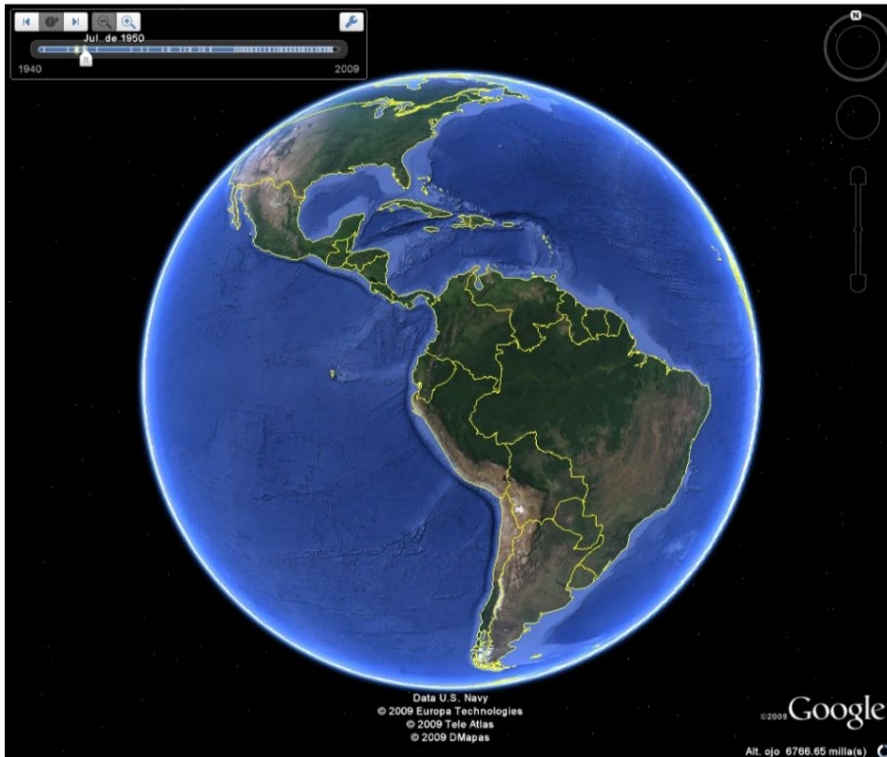 Jul. de 1950
1940 2009
N
Data U.S. Navy
© 2009 Europa Technologies
© 2009 Tele Atlas
© 2009 DMapas
©2009 Google
Alt. ojo 6766.65 milla(s)